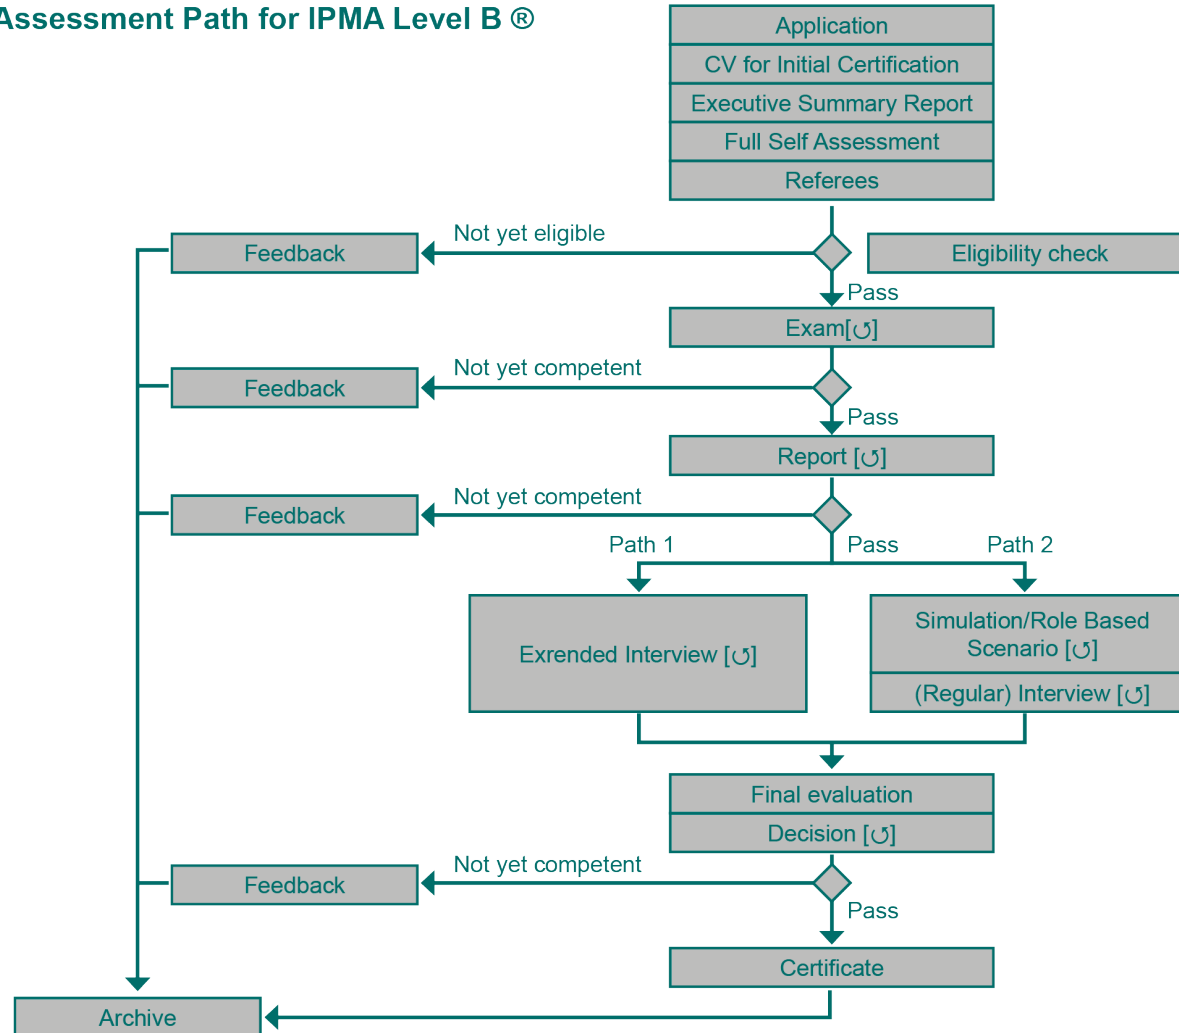 Assessment Path for IPMA Level B ®
Application
CV for Initial Certification
Executive Summary Report
Full Self Assessment
Referees
Not yet eligible
Feedback
Eligibility check
Pass
Exam[↺]
Not yet competent
Feedback
Pass
Report [↺]
Not yet competent
Feedback
Path 1
Pass
Path 2
Exrended Interview [↺]
Simulation/Role Based
Scenario [↺]
(Regular) Interview [↺]
Final evaluation
Decision [↺]
Not yet competent
Feedback
Pass
Certificate
Archive